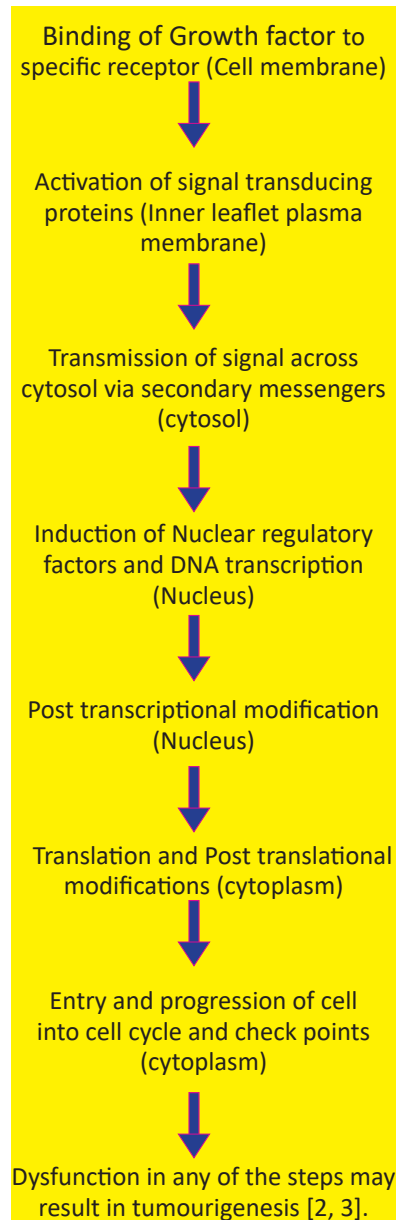 Binding of Growth factor to
specific receptor (Cell membrane)
Activation of signal transducing
proteins (Inner leaflet plasma
membrane)
Transmission of signal across
cytosol via secondary messengers
(cytosol)
Induction of Nuclear regulatory
factors and DNA transcription
(Nucleus)
Post transcriptional modification
(Nucleus)
Translation and Post translational
modifications (cytoplasm)
Entry and progression of cell
into cell cycle and check points
(cytoplasm)
Dysfunction in any of the steps may
result in tumourigenesis [2, 3].